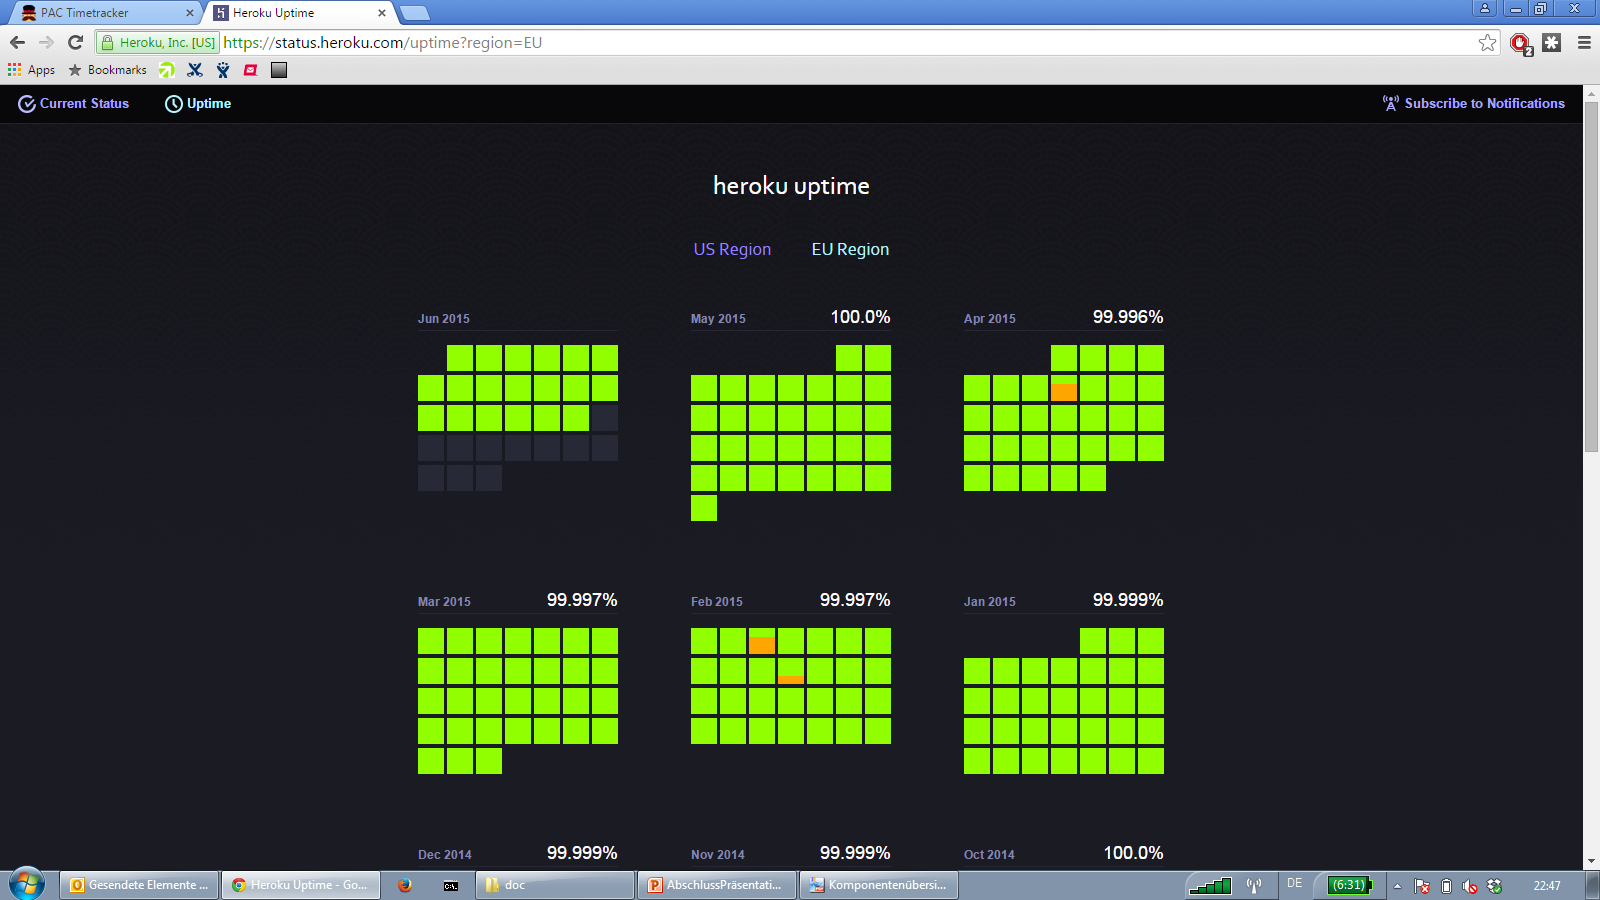 PAC Timetracker
Heroku Uptime
Heroku, Inc. [US]
https://status.heroku.com/uptime?region=EU
2
Apps
Bookmarks
Current Status
Uptime
Subscribe to Notifications
heroku uptime
US Region
EU Region
Jun 2015
May 2015
100.0%
Apr 2015
99.996%
Mar 2015
99.997%
Feb 2015
99.997%
Jan 2015
99.999%
Dec 2014
99.999%
Nov 2014
99.999%
Oct 2014
100.0%
Gesendete Elemente ...
Heroku Uptime - Go...
C:\.
doc
AbschlussPräsentati...
Komponentenübersi...
DE
(6:31)
22:47